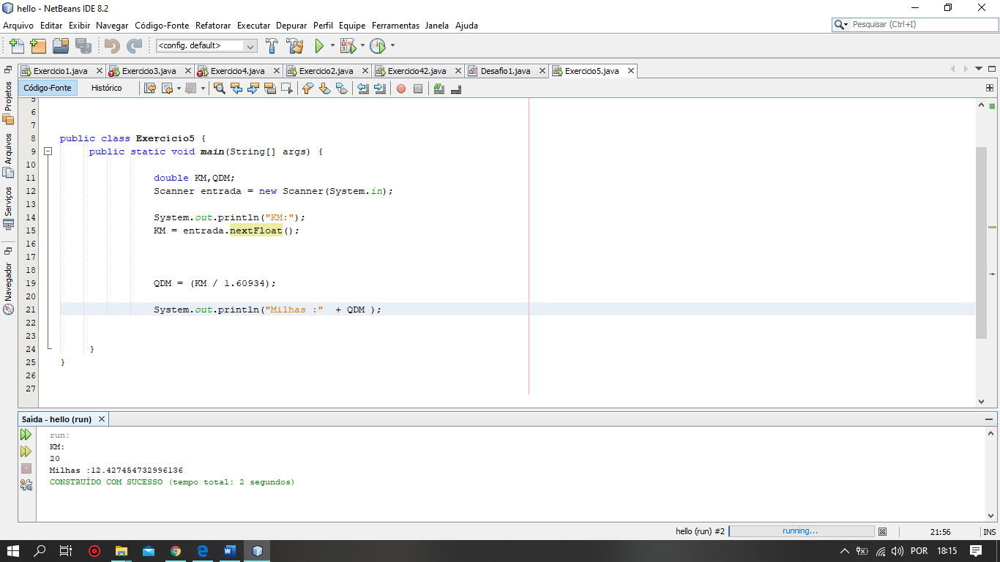 hello - NetBeans IDE 8.2
Arquivo Editar Exibir Navegar Código-Fonte Refatorar Executar Depurar Perfil Equipe Ferramentas Janela Ajuda
Pesquisar (Ctrl+I)
<config. default>
Exercicio1.java Exercicio3.java Exercicio4.java Exercicio2.java Exercicio42.java Desafio1.java Exercicio5.java
Código-Fonte Histórico
Projetos
Arquivos
Serviços
Navegador
5
6
7
8 public class Exercicio5 {
9 public static void main(String[] args) {
10
11 double KM,QDM;
12 Scanner entrada = new Scanner(System.in);
13
14 System.out.println("KM:");
15 KM = entrada.nextFloat();
16
17
18
19 QDM = (KM / 1.60934);
20
21 System.out.println("Milhas :"  + QDM );
22
23
24 }
25 }
26
27
Saída - hello (run)
run:
KM:
20
Milhas :12.427454732996136
CONSTRUÍDO COM SUCESSO (tempo total: 2 segundos)
hello (run) #2 running... 21:56 INS
POR 18:15